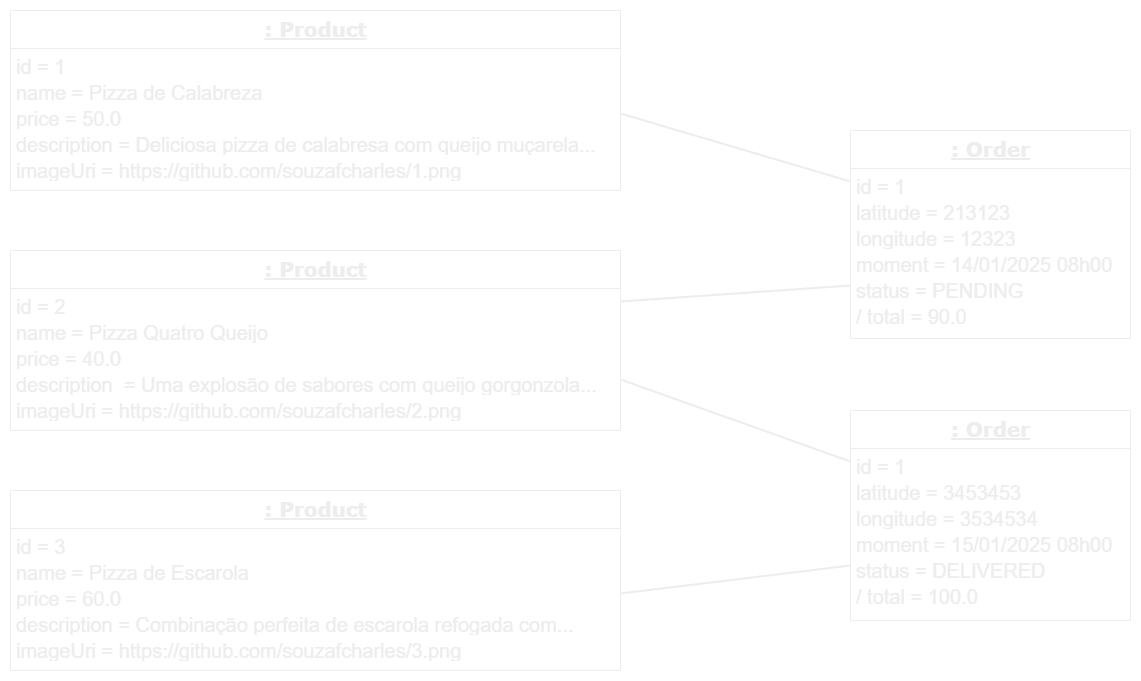 : Product
id = 1
name = Pizza de Calabreza
price = 50.0
description = Deliciosa pizza de calabresa com queijo muçarela...
imageUri = https://github.com/souzafcharles/1.png
: Product
id = 2
name = Pizza Quatro Queijo
price = 40.0
description  = Uma explosão de sabores com queijo gorgonzola...
imageUri = https://github.com/souzafcharles/2.png
: Product
id = 3
name = Pizza de Escarola
price = 60.0
description = Combinação perfeita de escarola refogada com...
imageUri = https://github.com/souzafcharles/3.png
: Order
id = 1
latitude = 213123
longitude = 12323
moment = 14/01/2025 08h00
status = PENDING
/ total = 90.0
: Order
id = 1
latitude = 3453453
longitude = 3534534
moment = 15/01/2025 08h00
status = DELIVERED
/ total = 100.0